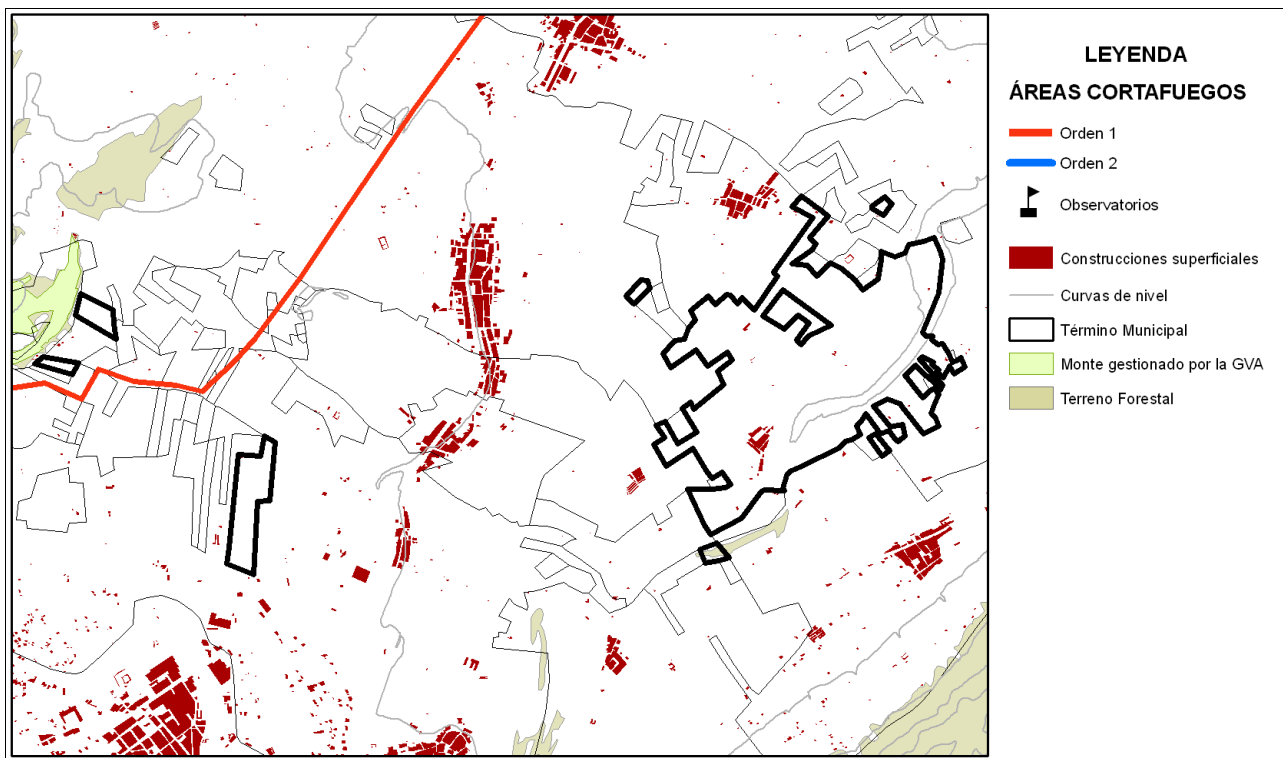 LEYENDA
ÁREAS CORTAFUEGOS
Orden 1
Orden 2
Observatorios
Construcciones superficiales
Curvas de nivel
Término Municipal
Monte gestionado por la GVA
Terreno Forestal